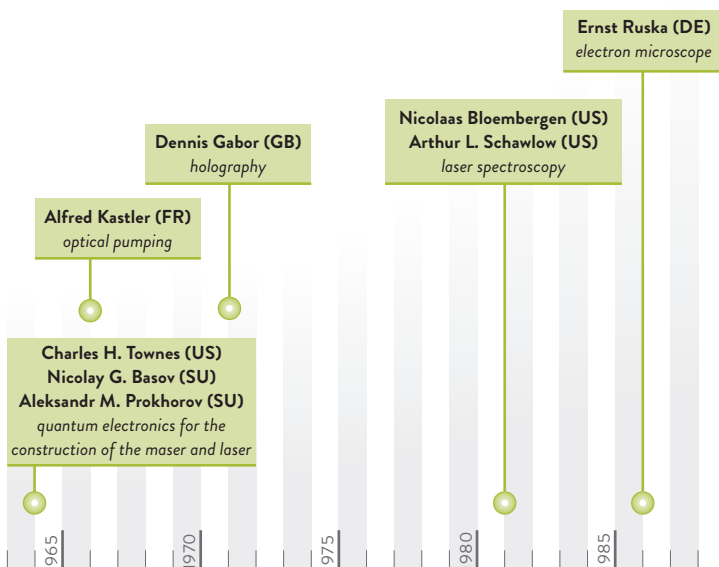 Ernst Ruska (DE)
electron microscope
Nicolaas Bloembergen (US)
Arthur L. Schawlow (US)
laser spectroscopy
Dennis Gabor (GB)
holography
Alfred Kastler (FR)
optical pumping
Charles H. Townes (US)
Nicolay G. Basov (SU)
Aleksandr M. Prokhorov (SU)
quantum electronics for the
construction of the maser and laser
965
970
975
980
985